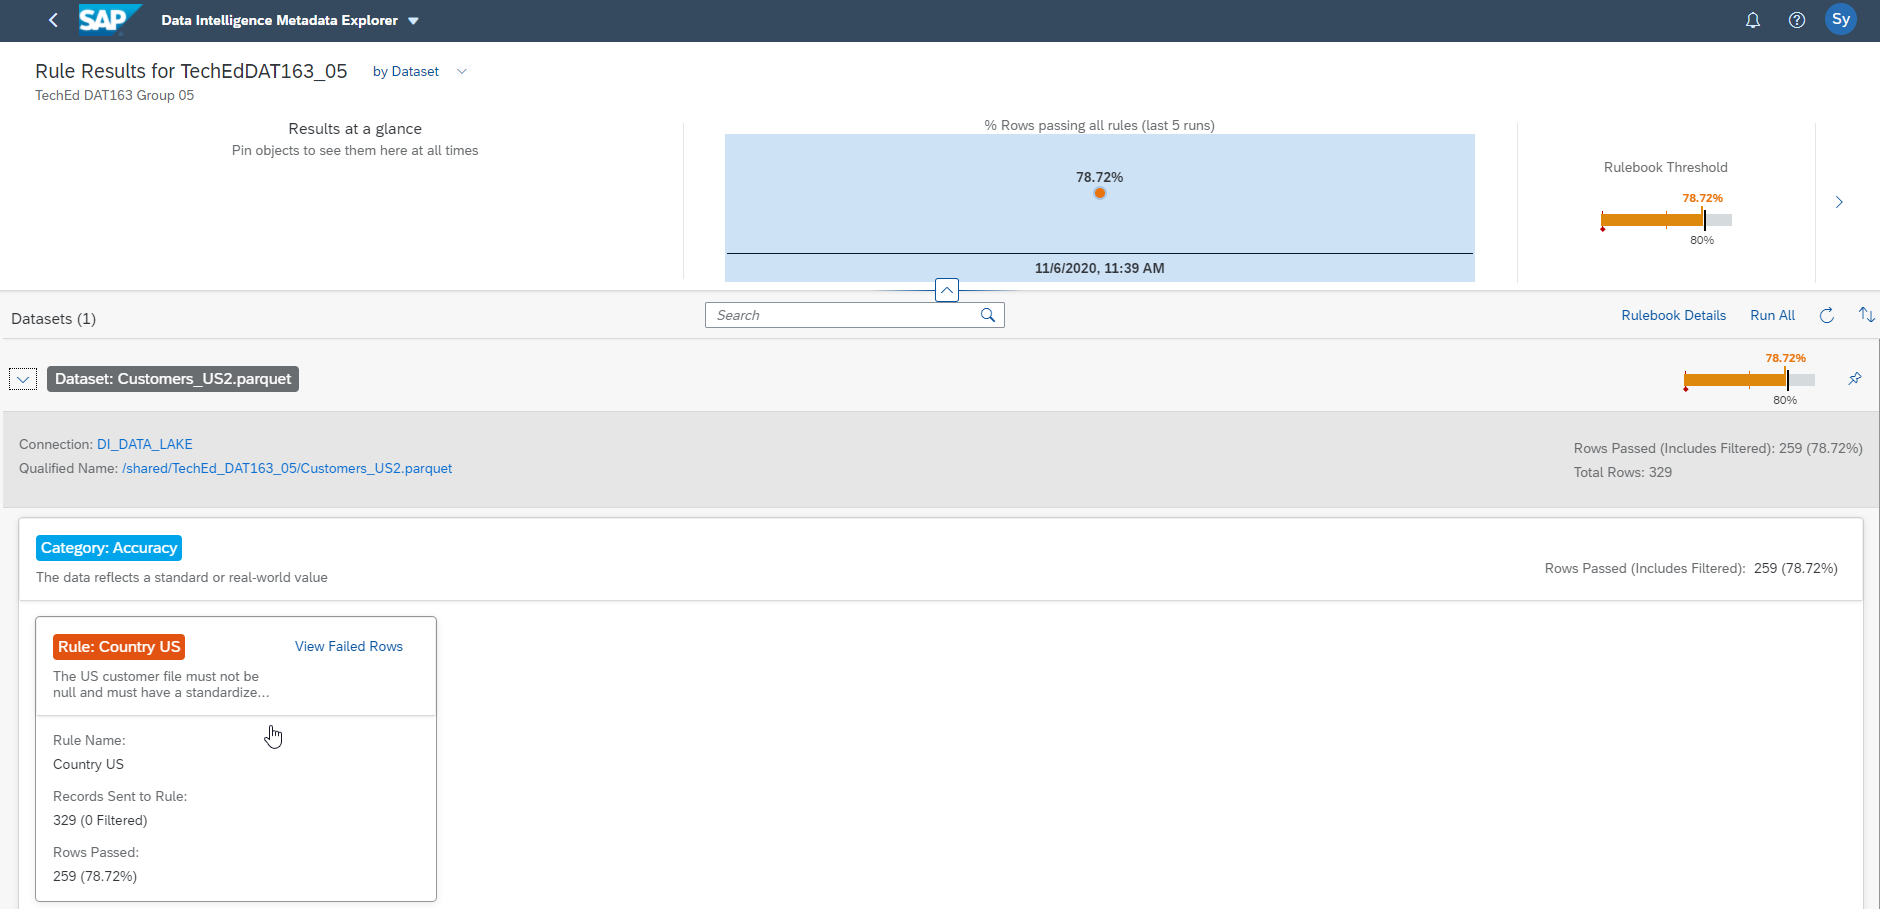 SAP
Data Intelligence Metadata Explorer
Sy
Rule Results for TechEdDAT163_05
by Dataset
TechEd DAT163 Group 05
Results at a glance
Pin objects to see them here at all times
% Rows passing all rules (last 5 runs)
78.72%
11/6/2020, 11:39 AM
Rulebook Threshold
78.72%
80%
Datasets (1)
Search
Rulebook Details
Run All
Dataset: Customers_US2.parquet
78.72%
80%
Connection: DI_DATA_LAKE
Qualified Name: /shared/TechEd_DAT163_05/Customers_US2.parquet
Rows Passed (Includes Filtered): 259 (78.72%)
Total Rows: 329
Category: Accuracy
The data reflects a standard or real-world value
Rows Passed (Includes Filtered): 259 (78.72%)
Rule: Country US
View Failed Rows
The US customer file must not be
null and must have a standardize...
Rule Name:
Country US
Records Sent to Rule:
329 (0 Filtered)
Rows Passed:
259 (78.72%)